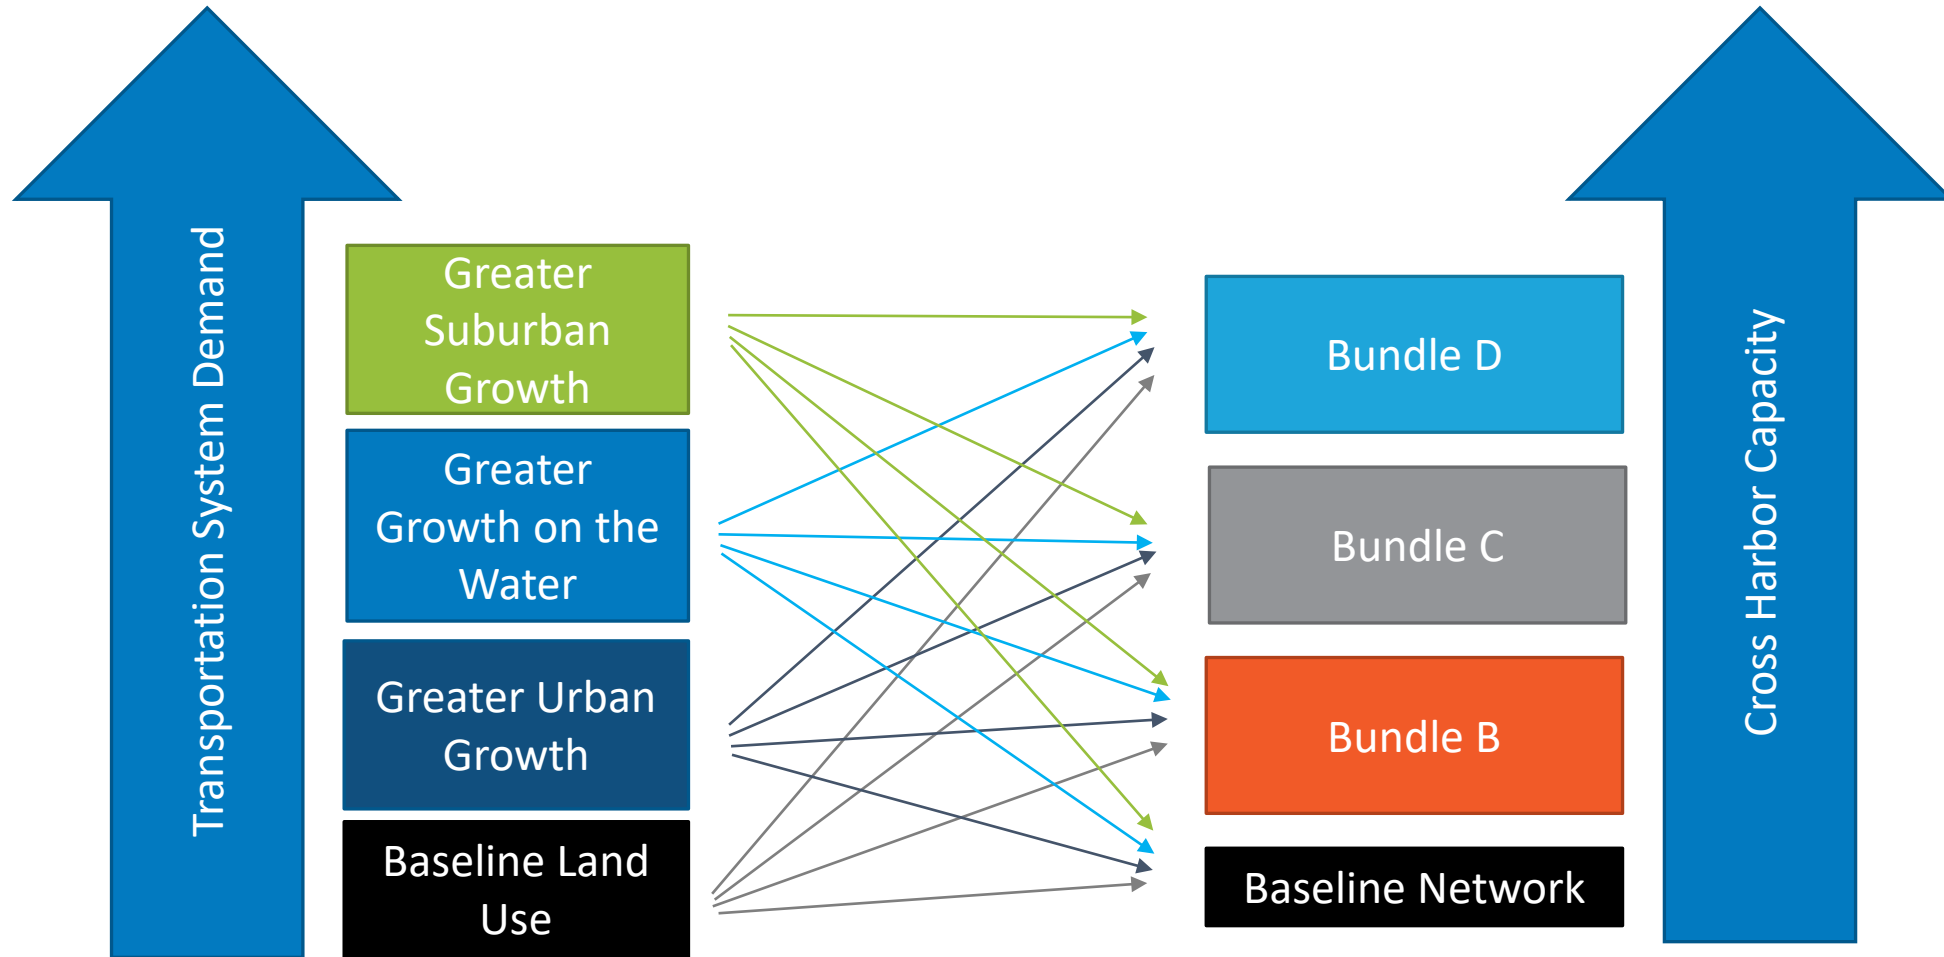 Transportation System Demand
Greater
Suburban
Growth
Greater
Growth on the
Water
Greater Urban
Growth
Baseline Land
Use
Bundle D
Bundle C
Bundle B
Baseline Network
Cross Harbor Capacity